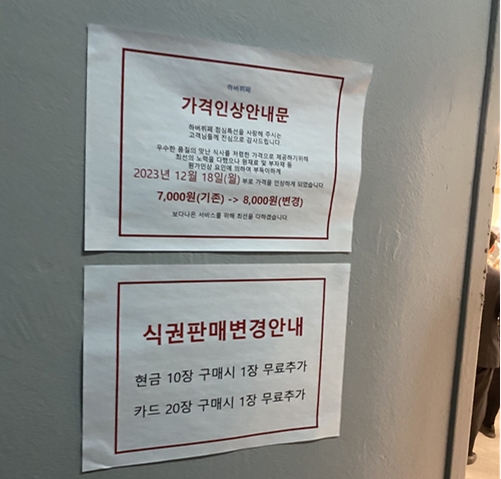 하버뷔페
가격인상안내문
하버뷔페 점심특선을 사랑해 주시는
고객님들께 진심으로 감사드립니다.
우수한 품질의 맛난 식사를 저렴한 가격으로 제공하기위해
최선의 노력을 다했으나 원재료 및 부자재 등
원가인상 요인에 의하여 부득이하게
2023년 12월 18일(월) 부로 가격을 인상하게 되었습니다.
7,000원(기존) -> 8,000원(변경)
보다나은 서비스를 위해 최선을 다하겠습니다.
식권판매변경안내
현금 10장 구매시 1장 무료추가
카드 20장 구매시 1장 무료추가